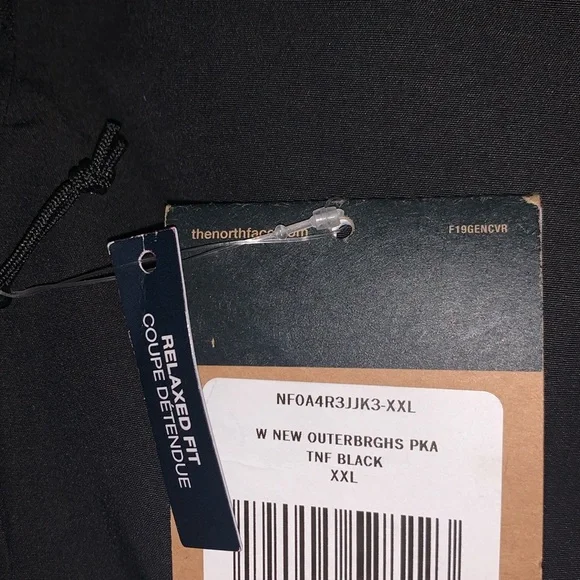 thenorthface.com
F19GENCVR
RELAXED FIT
COUPE DÉTENDUE
NF0A4R3JJK3-XXL
W NEW OUTERBRGHS PKA
TNF BLACK
XXL